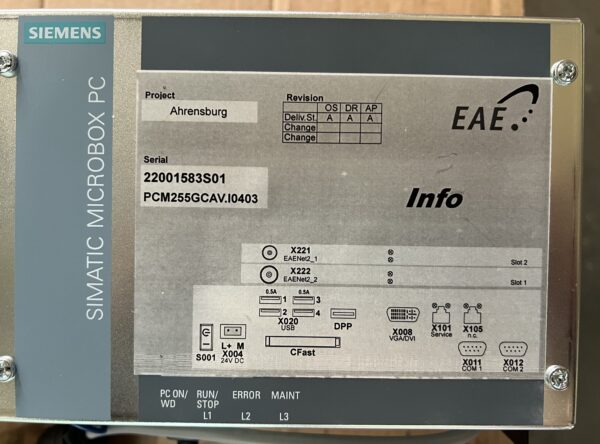 SIEMENS
SIMATIC MICROBOX PC
Project
Ahrensburg
Revision
OS DR AP
Deliv.St. A A A
Change
Change
EAE
Serial
22001583S01
PCM255GCAV.I0403
Info
X221
EAENet2_1
Slot 2
X222
EAENet2_2
Slot 1
0.5A 0.5A
1 3
2 4
X020
USB
DPP
X008
VGA/DVI
X101
Service
X105
n.c.
S001
L+ M
X004
24V DC
CFast
X011
COM 1
X012
COM 2
PC ON/ WD
RUN/ STOP
L1
ERROR
L2
MAINT
L3